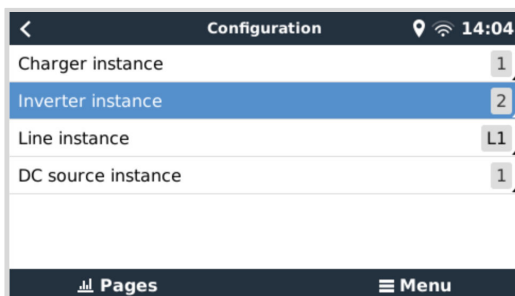 Configuration 14:04
Charger instance 1
Inverter instance 2
Line instance L1
DC source instance 1
Pages Menu